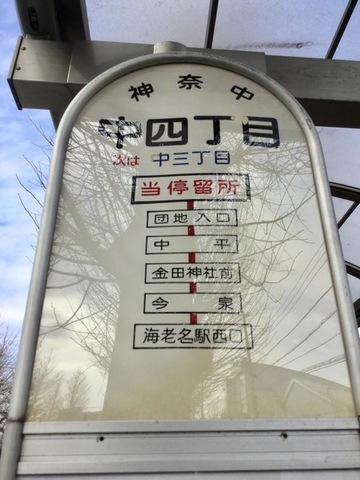 神奈中
中四丁目
次は 中三丁目
当停留所
団地入口
中平
金田神社前
今泉
海老名駅西口